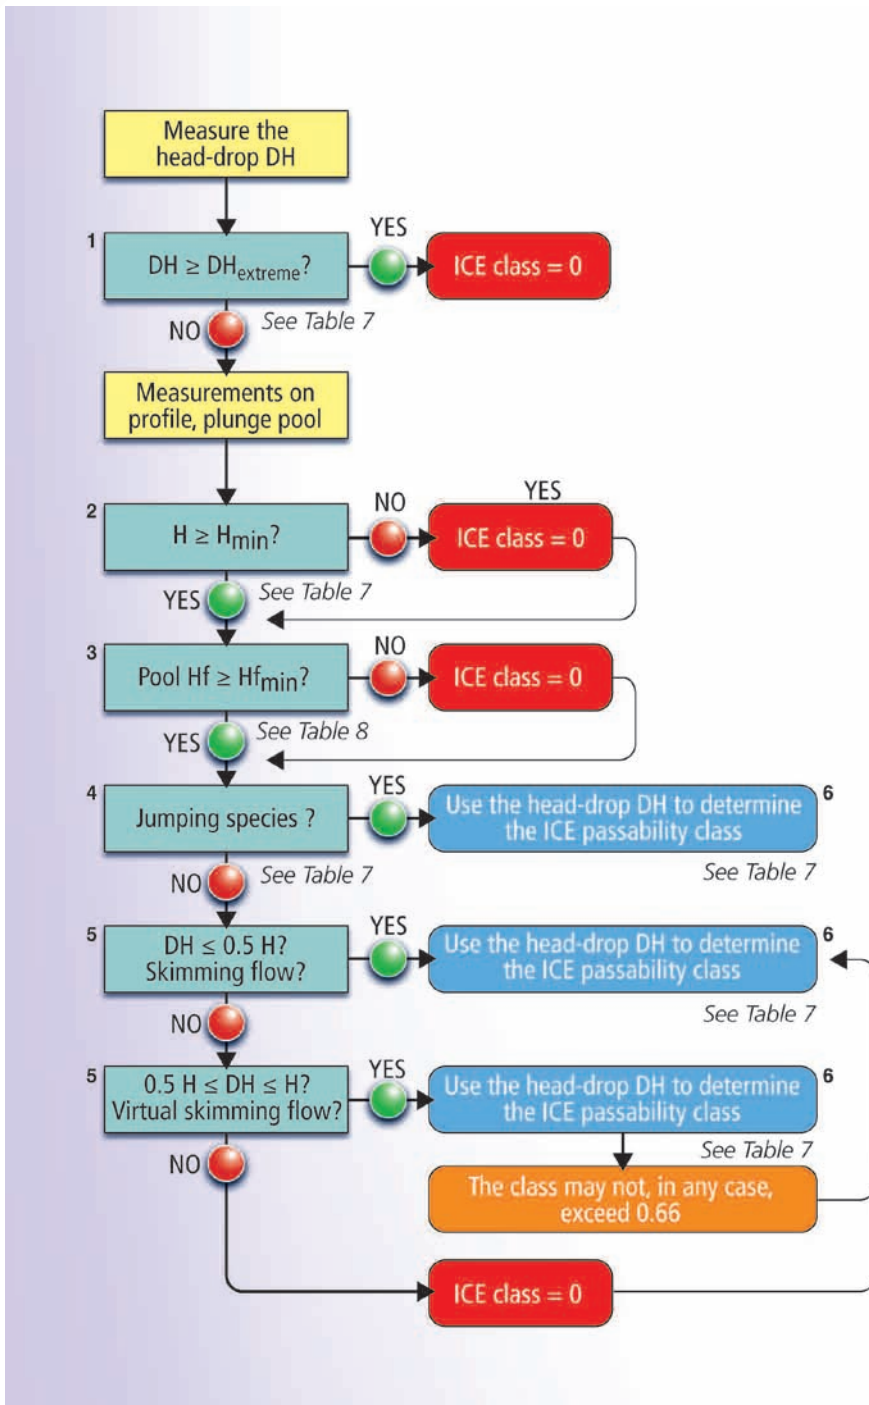 Measure the
head-drop DH
1
DH ≥ DHextreme?
YES
ICE class = 0
NO
See Table 7
Measurements on
profile, plunge pool
2
H ≥ Hmin?
NO
YES
ICE class = 0
YES
See Table 7
3
Pool Hf ≥ Hfmin?
NO
ICE class = 0
YES
See Table 8
4
Jumping species ?
YES
Use the head-drop DH to determine
the ICE passability class
6
See Table 7
NO
See Table 7
5
DH ≤ 0.5 H?
Skimming flow?
YES
Use the head-drop DH to determine
the ICE passability class
6
See Table 7
NO
5
0.5 H ≤ DH ≤ H?
Virtual skimming flow?
YES
Use the head-drop DH to determine
the ICE passability class
6
See Table 7
NO
The class may not, in any case,
exceed 0.66
ICE class = 0